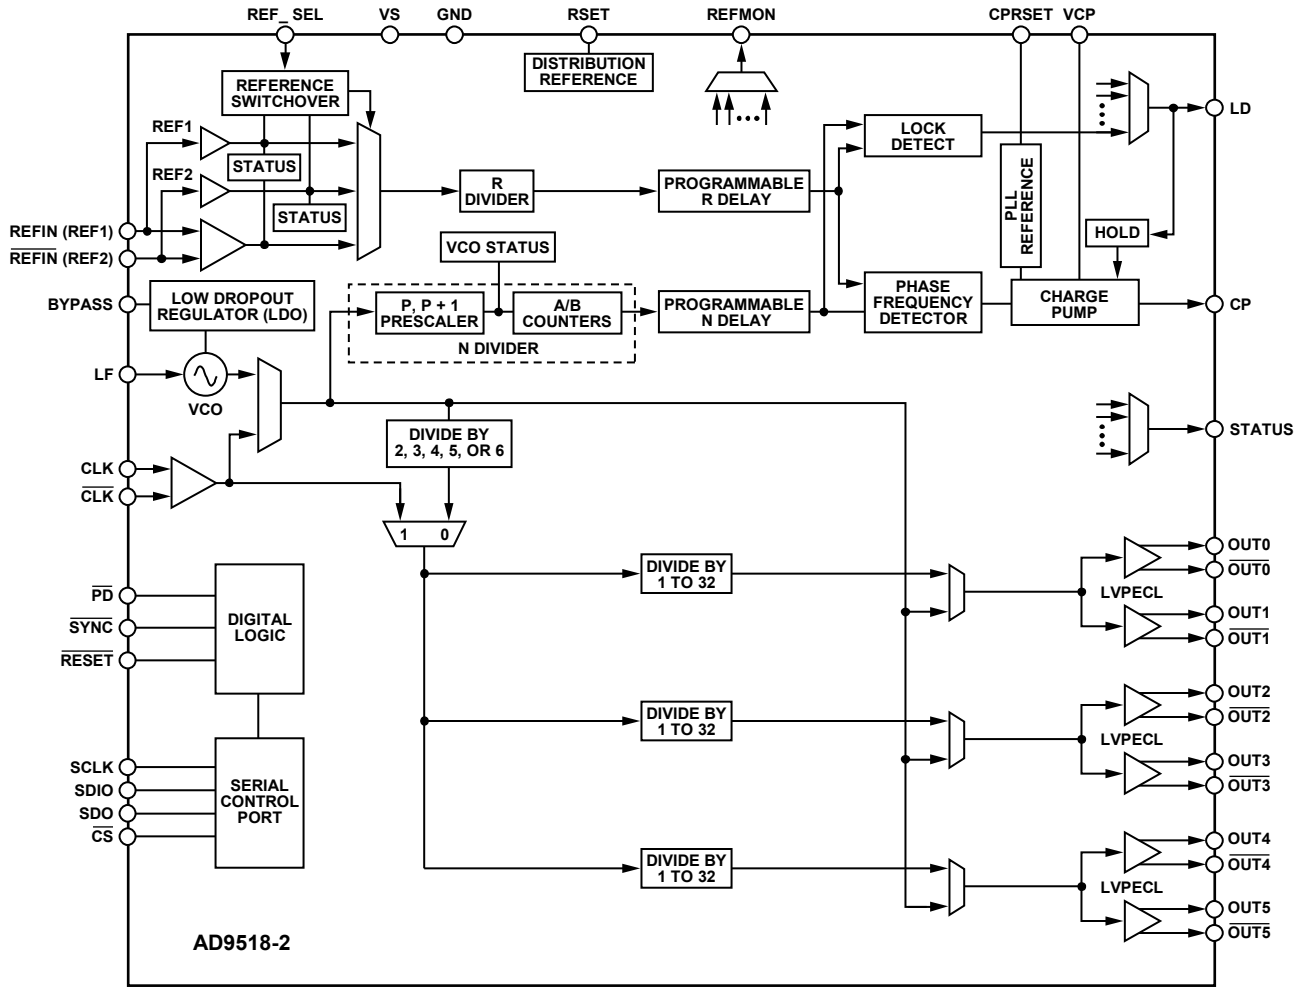 REF_SEL
VS
GND
RSET
REFMON
CPRSET
VCP
DISTRIBUTION
REFERENCE
REFERENCE
SWITCHOVER
REF1
STATUS
REF2
STATUS
REFIN (REF1)
REFIN (REF2)
BYPASS
LOW DROPOUT
REGULATOR (LDO)
LF
VCO
CLK
CLK
R
DIVIDER
VCO STATUS
P, P + 1
PRESCALER
A/B
COUNTERS
N DIVIDER
PROGRAMMABLE
R DELAY
PROGRAMMABLE
N DELAY
LOCK
DETECT
PHASE
FREQUENCY
DETECTOR
PLL
REFERENCE
HOLD
CHARGE
PUMP
LD
CP
STATUS
DIVIDE BY
2, 3, 4, 5, OR 6
1
0
PD
SYNC
RESET
DIGITAL
LOGIC
SCLK
SDIO
SDO
CS
SERIAL
CONTROL
PORT
DIVIDE BY
1 TO 32
LVPECL
OUT0
OUT0
OUT1
OUT1
DIVIDE BY
1 TO 32
LVPECL
OUT2
OUT2
OUT3
OUT3
DIVIDE BY
1 TO 32
LVPECL
OUT4
OUT4
OUT5
OUT5
AD9518-2